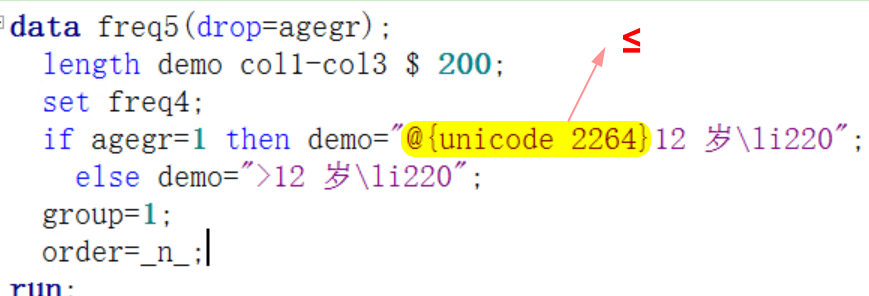 data freq5(drop=agegr);
≤
length demo col1-col3 $ 200;
set freq4;
if agegr=1 then demo="@{unicode 2264}12 岁\li220";
else demo=">12 岁\li220";
group=1;
order=_n_;
run;